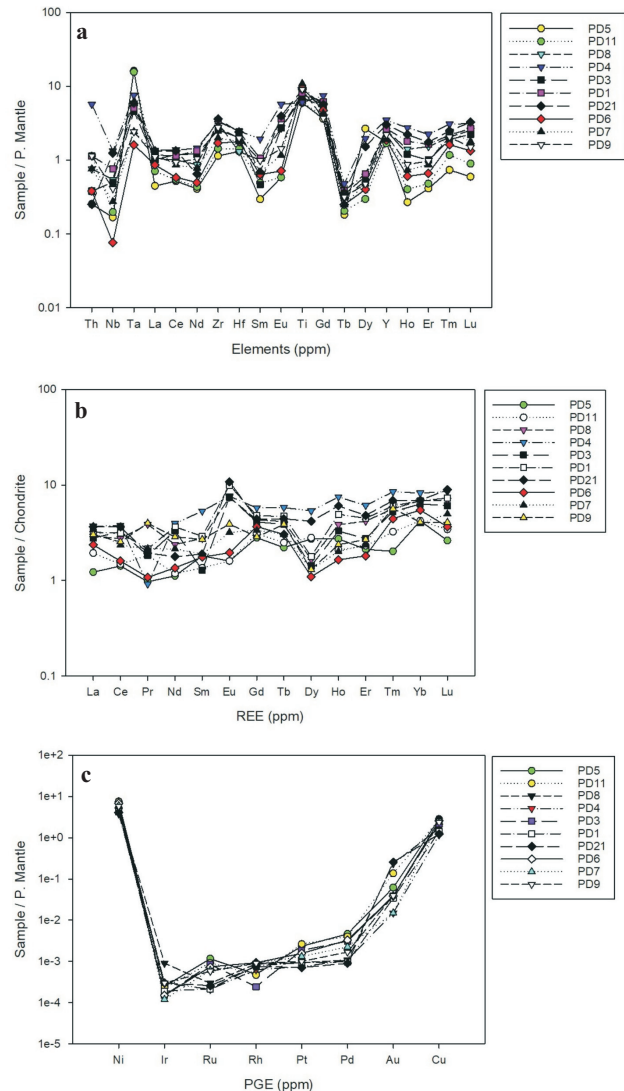 a
Sample / P. Mantle
100
10
1
0.1
0.01
Th Nb Ta La Ce Nd Zr Hf Sm Eu Ti Gd Tb Dy Y Ho Er Tm Lu
Elements (ppm)
PD5
PD11
PD8
PD4
PD3
PD1
PD21
PD6
PD7
PD9
b
Sample / Chondrite
100
10
1
0.1
La Ce Pr Nd Sm Eu Gd Tb Dy Ho Er Tm Yb Lu
REE (ppm)
PD5
PD11
PD8
PD4
PD3
PD1
PD21
PD6
PD7
PD9
c
Sample / P. Mantle
1e+2
1e+1
1e+0
1e-1
1e-2
1e-3
1e-4
1e-5
Ni Ir Ru Rh Pt Pd Au Cu
PGE (ppm)
PD5
PD11
PD8
PD4
PD3
PD1
PD21
PD6
PD7
PD9